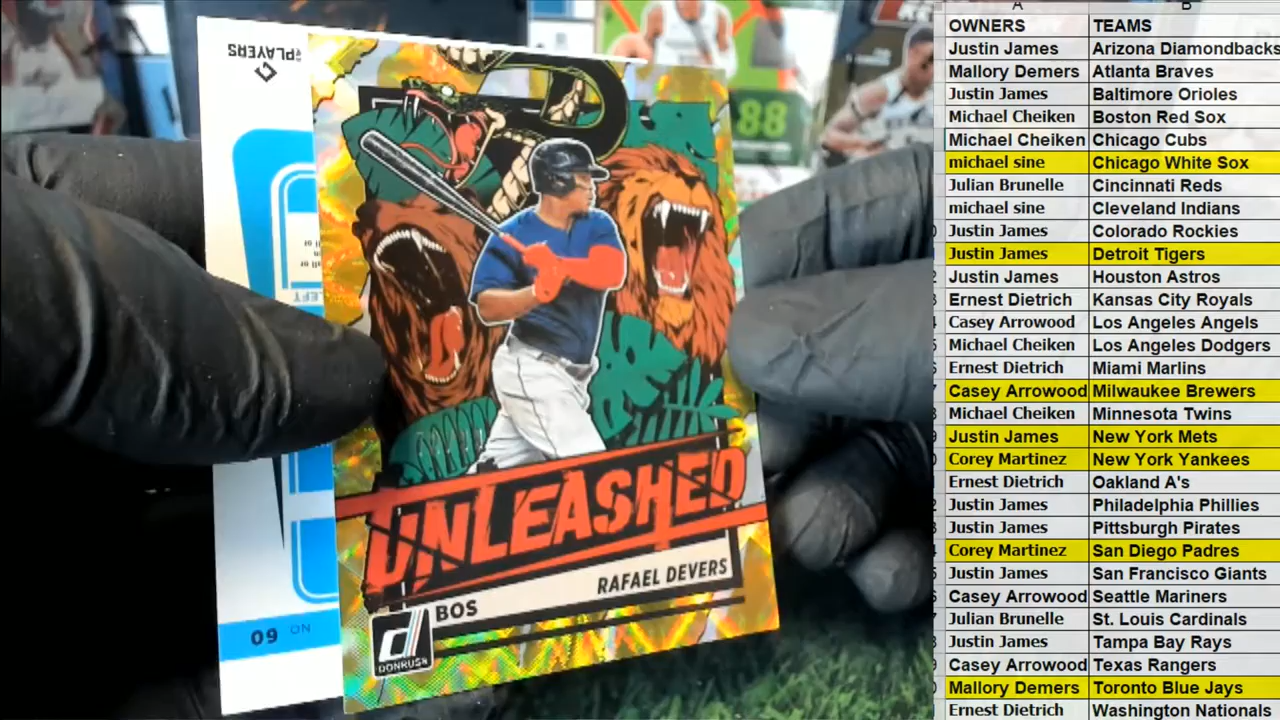 PLAYERS
88
UNLEASHED
RAFAEL DEVERS
BOS
DONRUSS
LEFT
09 ON
A B
OWNERS TEAMS
Justin James Arizona Diamondbacks
Mallory Demers Atlanta Braves
Justin James Baltimore Orioles
Michael Cheiken Boston Red Sox
Michael Cheiken Chicago Cubs
michael sine Chicago White Sox
Julian Brunelle Cincinnati Reds
michael sine Cleveland Indians
Justin James Colorado Rockies
Justin James Detroit Tigers
Justin James Houston Astros
Ernest Dietrich Kansas City Royals
Casey Arrowood Los Angeles Angels
Michael Cheiken Los Angeles Dodgers
Ernest Dietrich Miami Marlins
Casey Arrowood Milwaukee Brewers
Michael Cheiken Minnesota Twins
Justin James New York Mets
Corey Martinez New York Yankees
Ernest Dietrich Oakland A's
Justin James Philadelphia Phillies
Justin James Pittsburgh Pirates
Corey Martinez San Diego Padres
Justin James San Francisco Giants
Casey Arrowood Seattle Mariners
Julian Brunelle St. Louis Cardinals
Justin James Tampa Bay Rays
Casey Arrowood Texas Rangers
Mallory Demers Toronto Blue Jays
Ernest Dietrich Washington Nationals